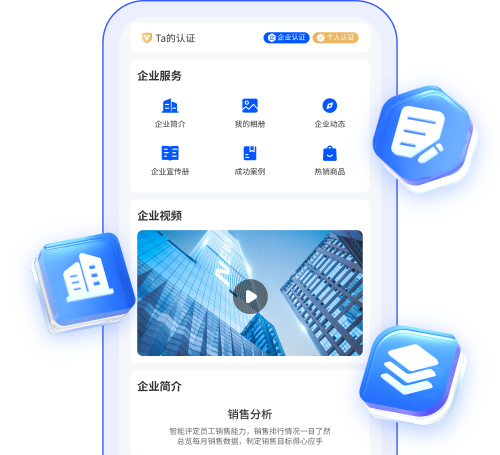 Ta的认证
企业认证
个人认证
企业服务
企业简介
我的相册
企业动态
企业宣传册
成功案例
热销商品
企业视频
企业简介
销售分析
智能评定员工销售能力，销售排行情况一目了然
总览每月销售数据，制定销售目标得心应手